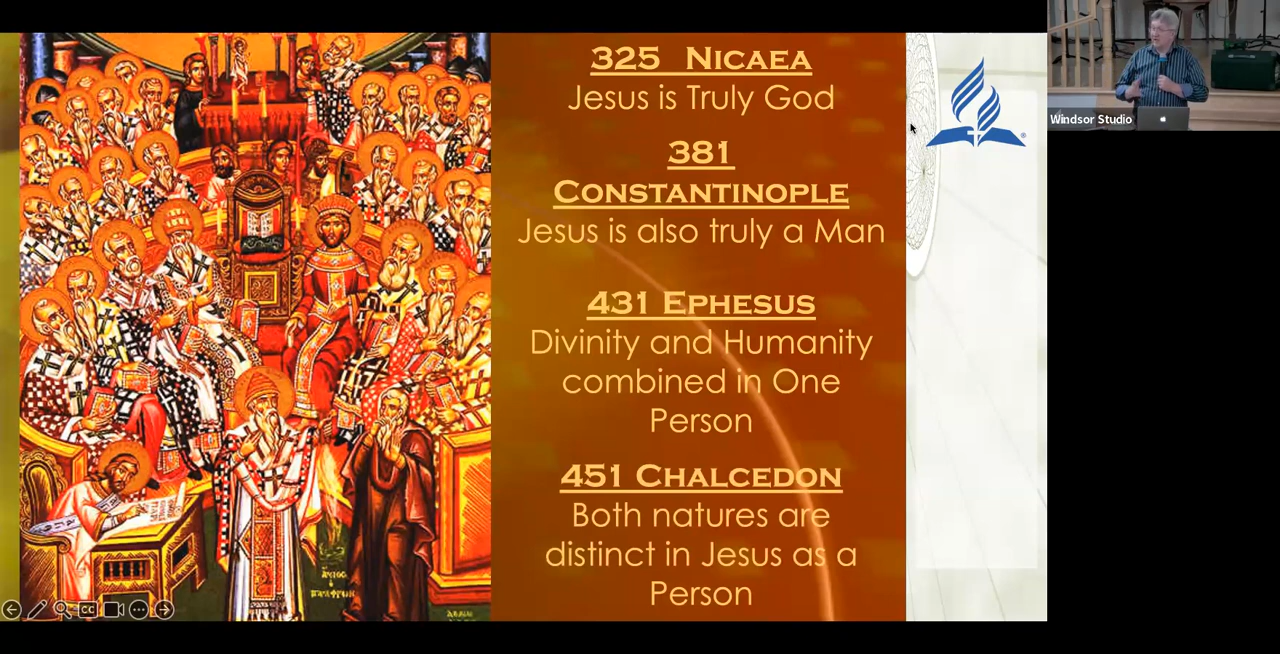 325 NICAEA
Jesus is Truly God
381
CONSTANTINOPLE
Jesus is also truly a Man
431 EPHESUS
Divinity and Humanity
combined in One
Person
451 CHALCEDON
Both natures are
distinct in Jesus as a
Person
®
Windsor Studio
CC